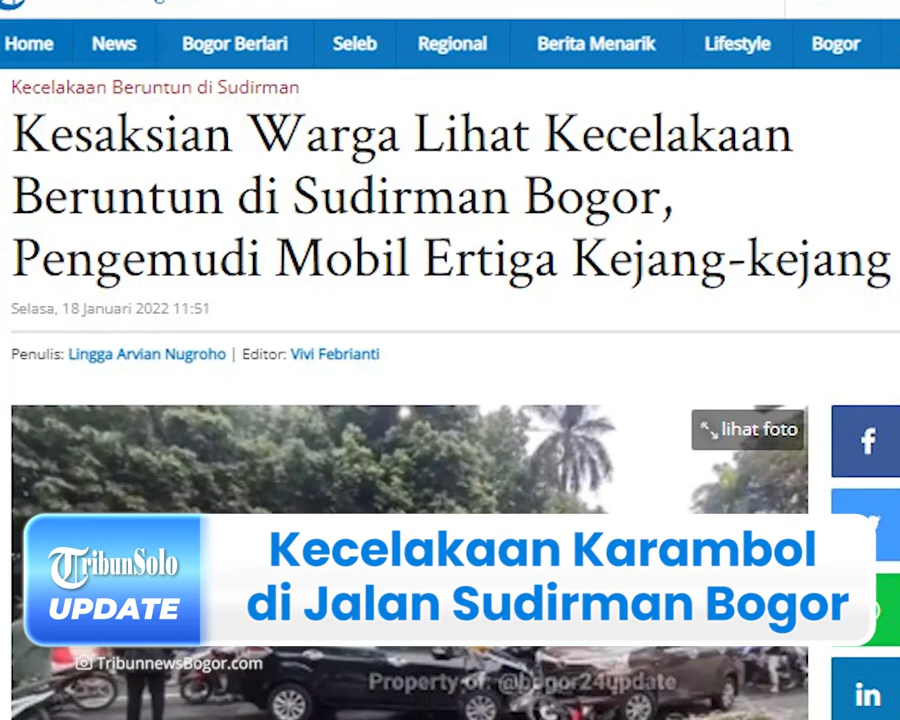 Home News Bogor Berlari Seleb Regional Berita Menarik Lifestyle Bogor
Kecelakaan Beruntun di Sudirman
Kesaksian Warga Lihat Kecelakaan
Beruntun di Sudirman Bogor,
Pengemudi Mobil Ertiga Kejang-kejang
Selasa, 18 Januari 2022 11:51
Penulis: Lingga Arvian Nugroho | Editor: Vivi Febrianti
lihat foto
f
TribunSolo
UPDATE
Kecelakaan Karambol
di Jalan Sudirman Bogor
TribunnewsBogor.com
Property of: @bogor24update
in